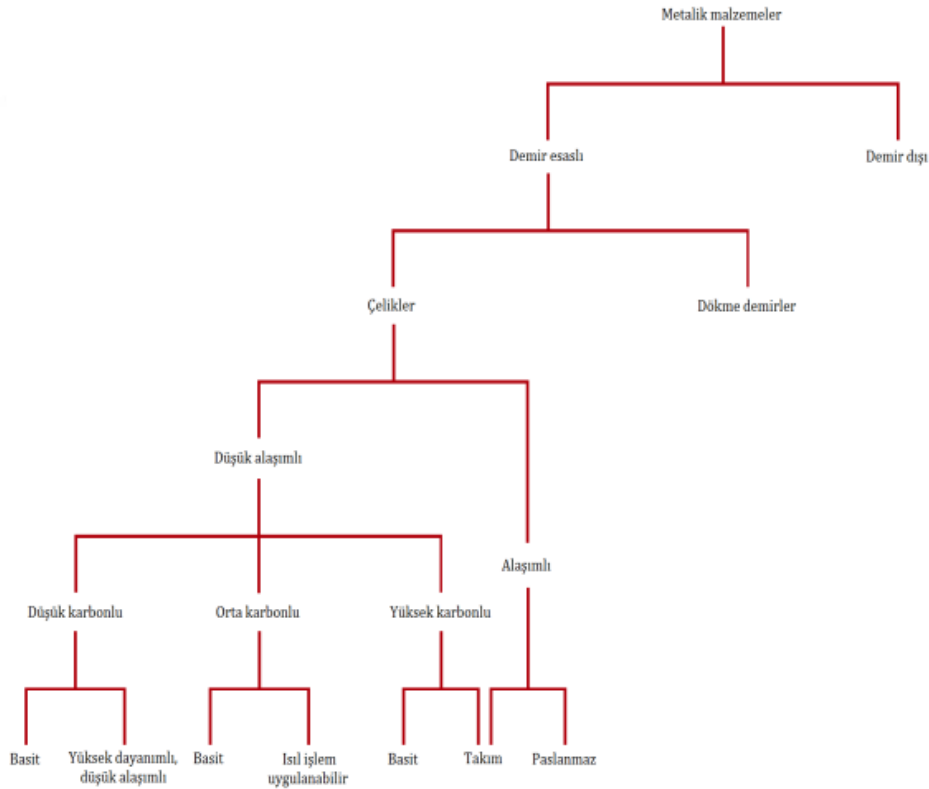 Metalik malzemeler
Demir esaslı
Demir dışı
Çelikler
Dökme demirler
Düşük alaşımlı
Alaşımlı
Düşük karbonlu
Orta karbonlu
Yüksek karbonlu
Basit
Yüksek dayanımlı,
düşük alaşımlı
Basit
Isıl işlem
uygulanabilir
Basit
Takım
Paslanmaz